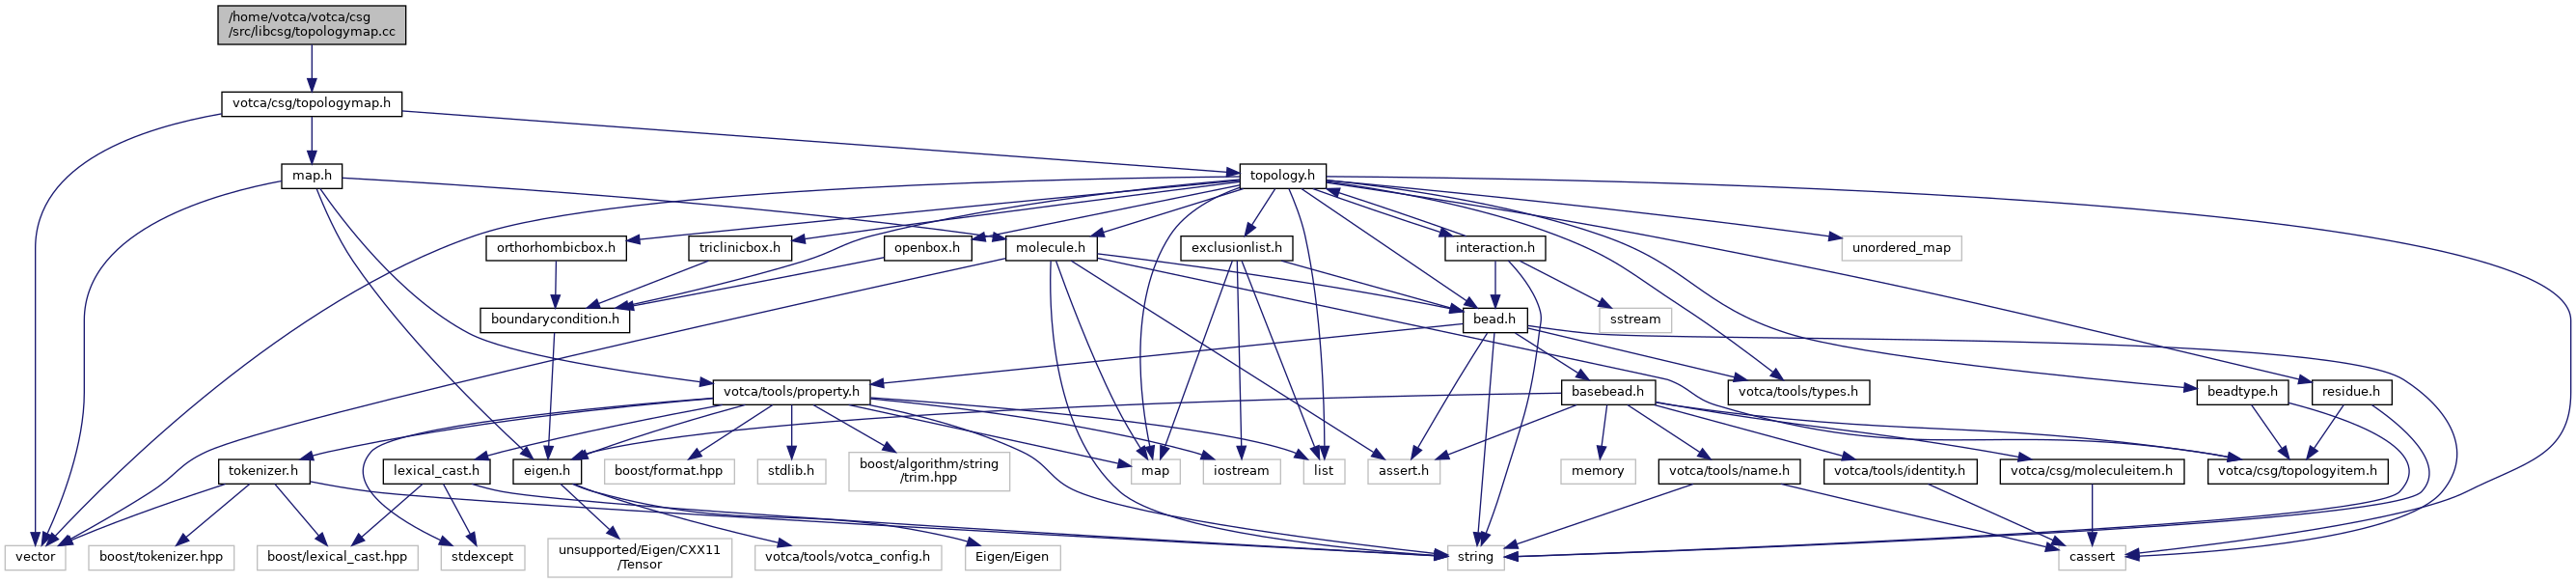 /home/votca/votca/csg
/src/libcsg/topologymap.cc
votca/csg/topologymap.h
map.h
topology.h
orthorhombicbox.h
triclinicbox.h
openbox.h
molecule.h
exclusionlist.h
interaction.h
unordered_map
boundarycondition.h
bead.h
sstream
votca/tools/property.h
basebead.h
votca/tools/types.h
beadtype.h
residue.h
tokenizer.h
lexical_cast.h
eigen.h
boost/format.hpp
stdlib.h
boost/algorithm/string
/trim.hpp
map
iostream
list
assert.h
memory
votca/tools/name.h
votca/tools/identity.h
votca/csg/moleculeitem.h
votca/csg/topologyitem.h
vector
boost/tokenizer.hpp
boost/lexical_cast.hpp
stdexcept
unsupported/Eigen/CXX11
/Tensor
votca/tools/votca_config.h
Eigen/Eigen
string
cassert